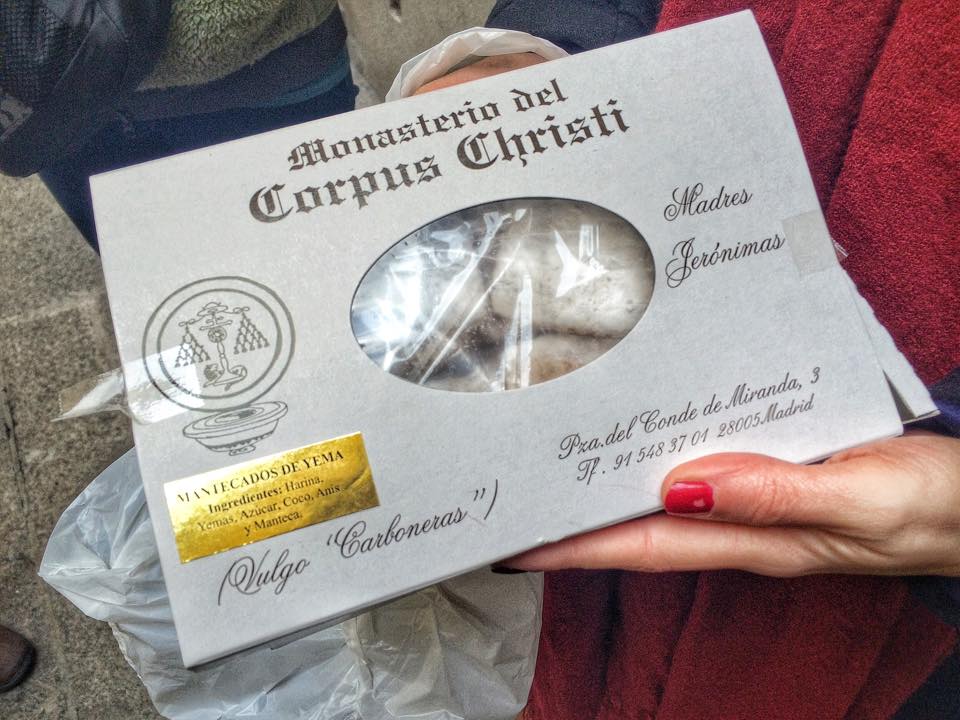 Monasterio del
Corpus Christi
Madres
Jerónimas
Pza.del Conde de Miranda, 3
Tf. 91 548 37 01 28005 Madrid
MANTECADOS DE YEMA
Ingredientes: Harina,
Yemas, Azúcar, Coco, Anis
y Manteca.
(Vulgo "Carboneras")